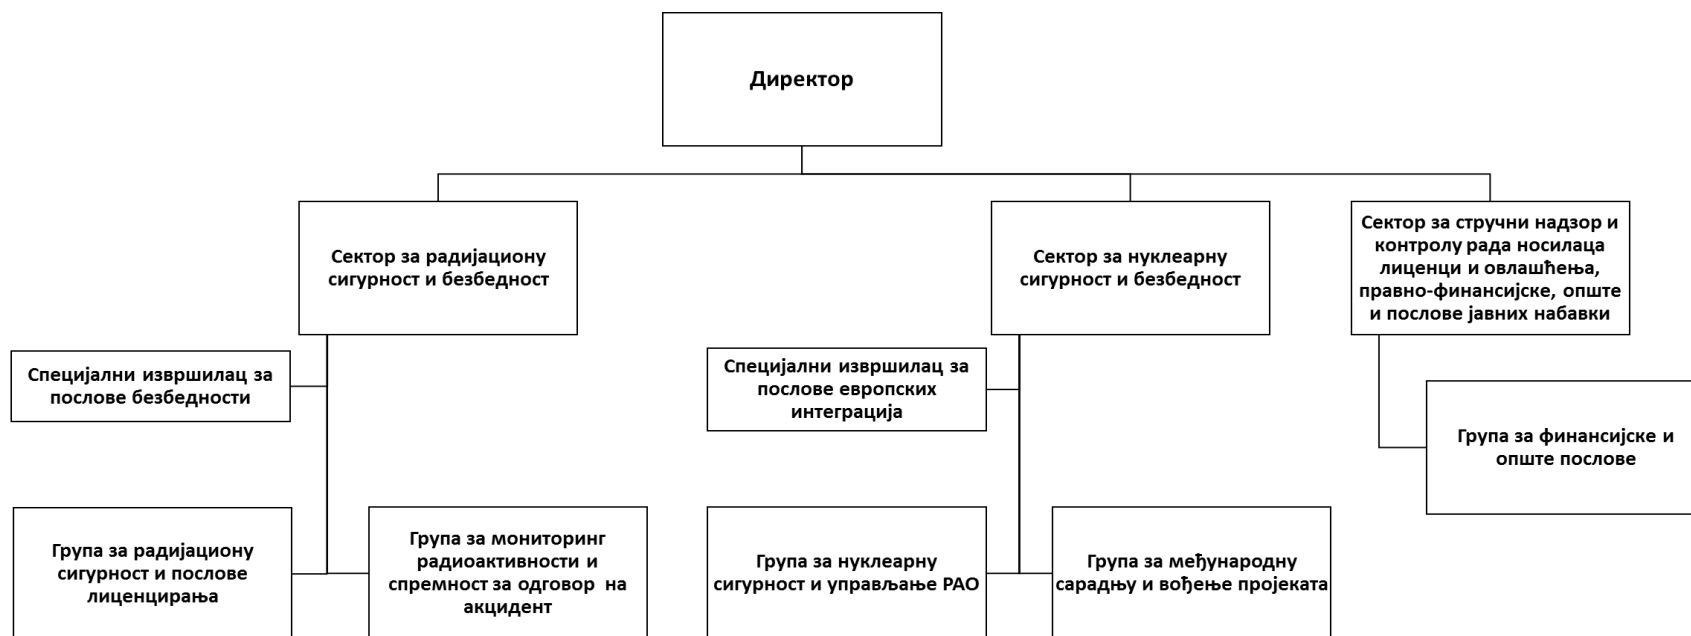 Директор
Сектор за радијациону
сигурност и безбедност
Сектор за нуклеарну
сигурност и безбедност
Сектор за стручни надзор и
контролу рада носилаца
лиценци и овлашћења,
правно-финансијске, опште
и послове јавних набавки
Специјални извршилац за
послове безбедности
Специјални извршилац за
послове европских
интеграција
Група за финансијске и
опште послове
Група за радијациону
сигурност и послове
лиценцирања
Група за мониторинг
радиоактивности и
спремност за одговор на
акцидент
Група за нуклеарну
сигурност и управљање РАО
Група за међународну
сарадњу и вођење пројеката